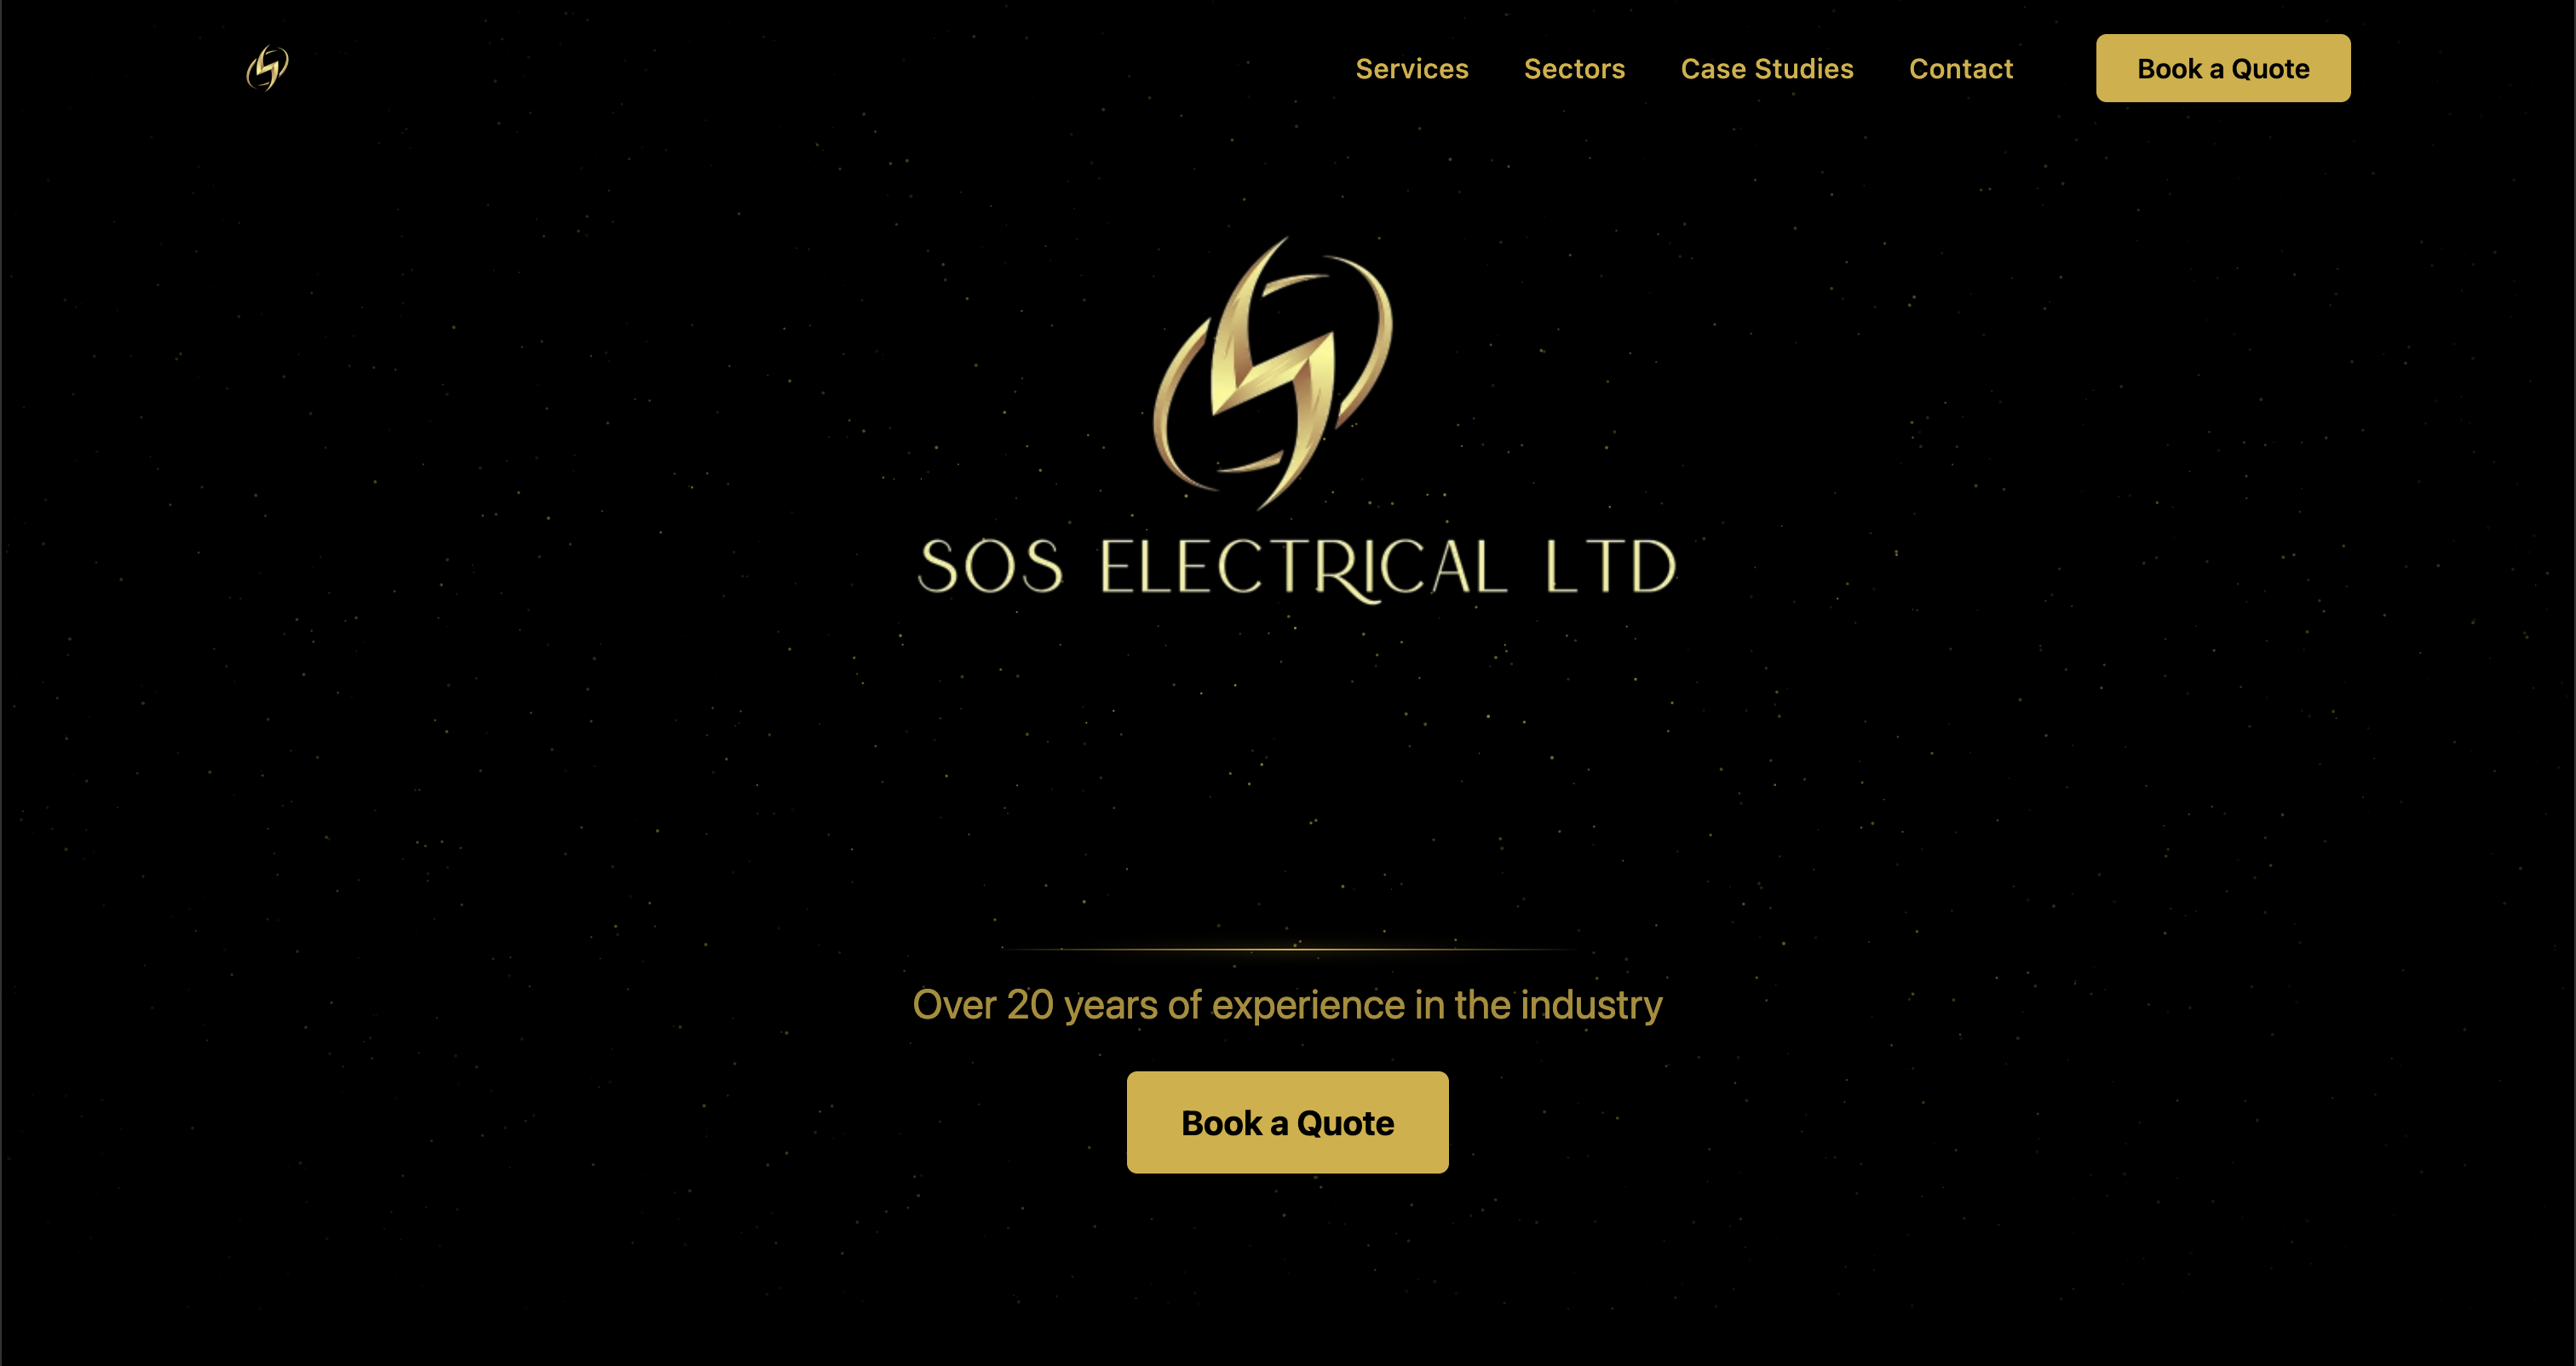 Services Sectors Case Studies Contact Book a Quote
SOS ELECTRICAL LTD
Over 20 years of experience in the industry
Book a Quote